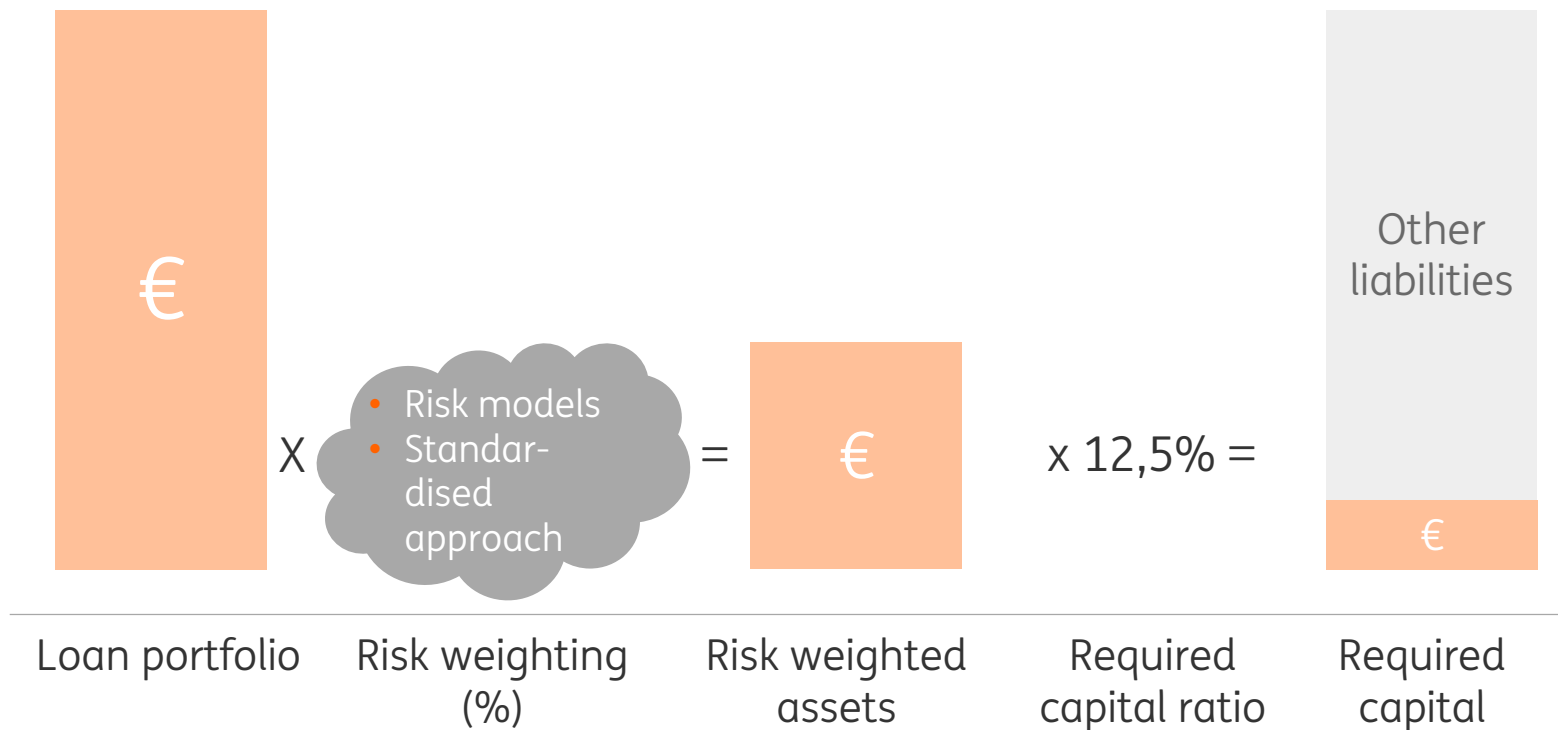 €
Other
liabilities
X
• Risk models
• Standar-
dised
approach
=
€
x 12,5% =
€
Loan portfolio
Risk weighting
(%)
Risk weighted
assets
Required
capital ratio
Required
capital